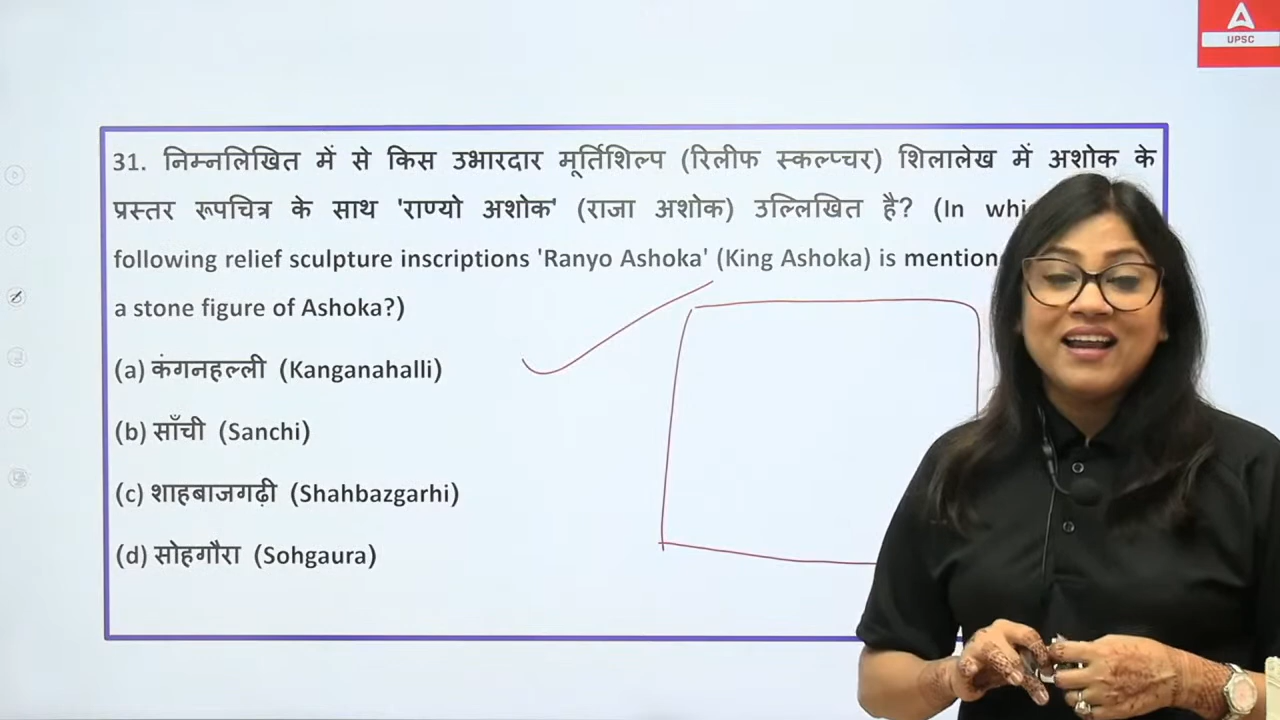 UPSC
31. निम्नलिखित में से किस उभारदार मूर्तिशिल्प (रिलीफ स्कल्प्चर) शिलालेख में अशोक के
प्रस्तर रूपचित्र के साथ 'राण्यो अशोक' (राजा अशोक) उल्लिखित है? (In
following relief sculpture inscriptions 'Ranyo Ashoka' (King Ashoka) is
a stone figure of Ashoka?)
(a) कंगनहल्ली (Kanganahalli)
(b) साँची (Sanchi)
(c) शाहबाजगढ़ी (Shahbazgarhi)
(d) सोहगौरा (Sohgaura)